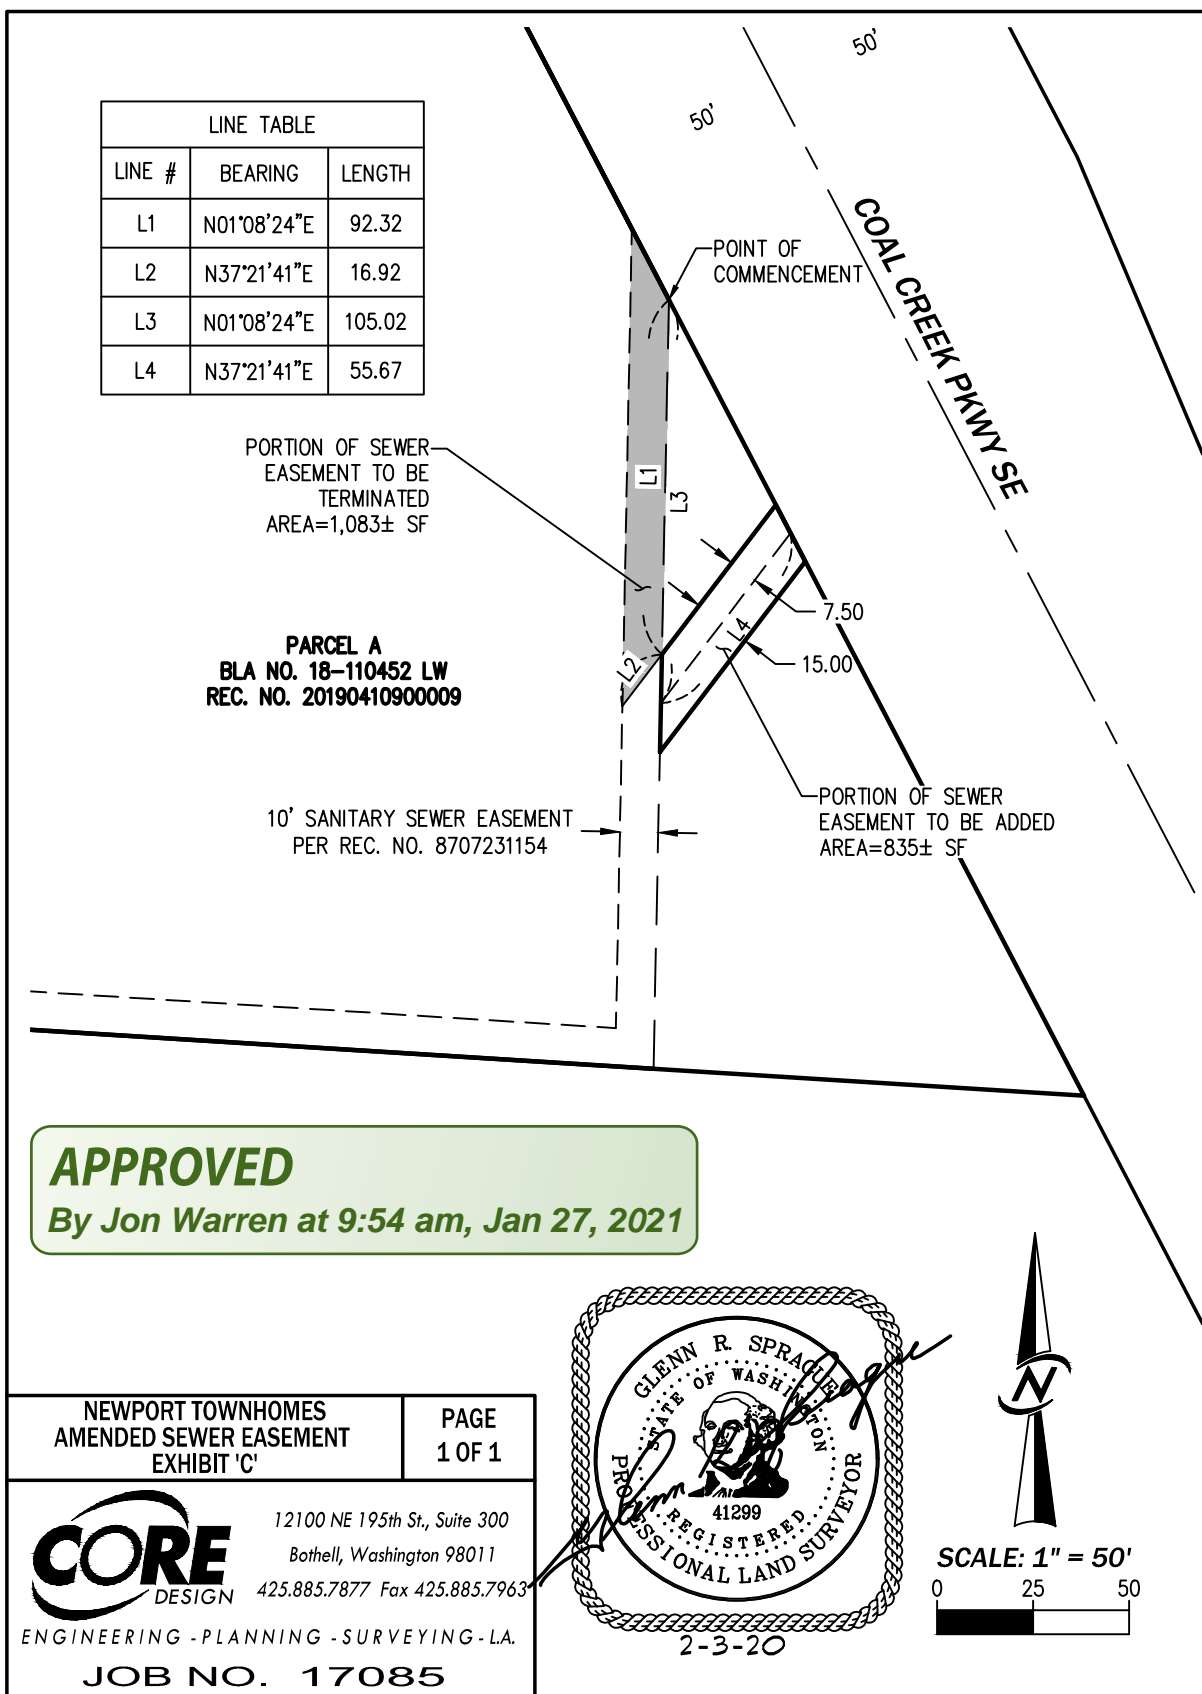 50'
50'
LINE TABLE
LINE # BEARING LENGTH
L1 N01°08'24"E 92.32
L2 N37°21'41"E 16.92
L3 N01°08'24"E 105.02
L4 N37°21'41"E 55.67
POINT OF
COMMENCEMENT
COAL CREEK PKWY SE
PORTION OF SEWER
EASEMENT TO BE
TERMINATED
AREA=1,083± SF
L1
L3
L2
L4
7.50
15.00
PARCEL A
BLA NO. 18-110452 LW
REC. NO. 20190410900009
10' SANITARY SEWER EASEMENT
PER REC. NO. 8707231154
PORTION OF SEWER
EASEMENT TO BE ADDED
AREA=835± SF
APPROVED
By Jon Warren at 9:54 am, Jan 27, 2021
GLENN R. SPRAGUE
STATE OF WASHINGTON
41299
REGISTERED
PROFESSIONAL LAND SURVEYOR
2-3-20
N
SCALE: 1" = 50'
0 25 50
NEWPORT TOWNHOMES
AMENDED SEWER EASEMENT
EXHIBIT 'C'
PAGE
1 OF 1
CORE
DESIGN
12100 NE 195th St., Suite 300
Bothell, Washington 98011
425.885.7877 Fax 425.885.7963
ENGINEERING - PLANNING - SURVEYING - L.A.
JOB NO. 17085